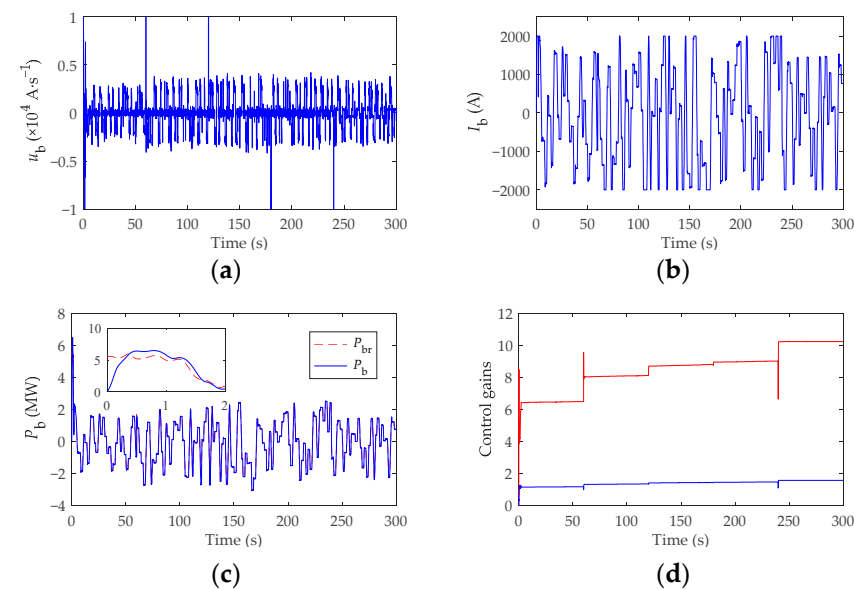 1
0.5
0
−0.5
−1
u_b (×10⁴ A·s⁻¹)
0 50 100 150 200 250 300
Time (s)
(a)
2000
1000
0
−1000
−2000
I_b (A)
0 50 100 150 200 250 300
Time (s)
(b)
8
6
4
2
0
−2
−4
P_b (MW)
10
5
0
0 1 2
P_br
P_b
0 50 100 150 200 250 300
Time (s)
(c)
12
10
8
6
4
2
0
Control gains
0 50 100 150 200 250 300
Time (s)
(d)